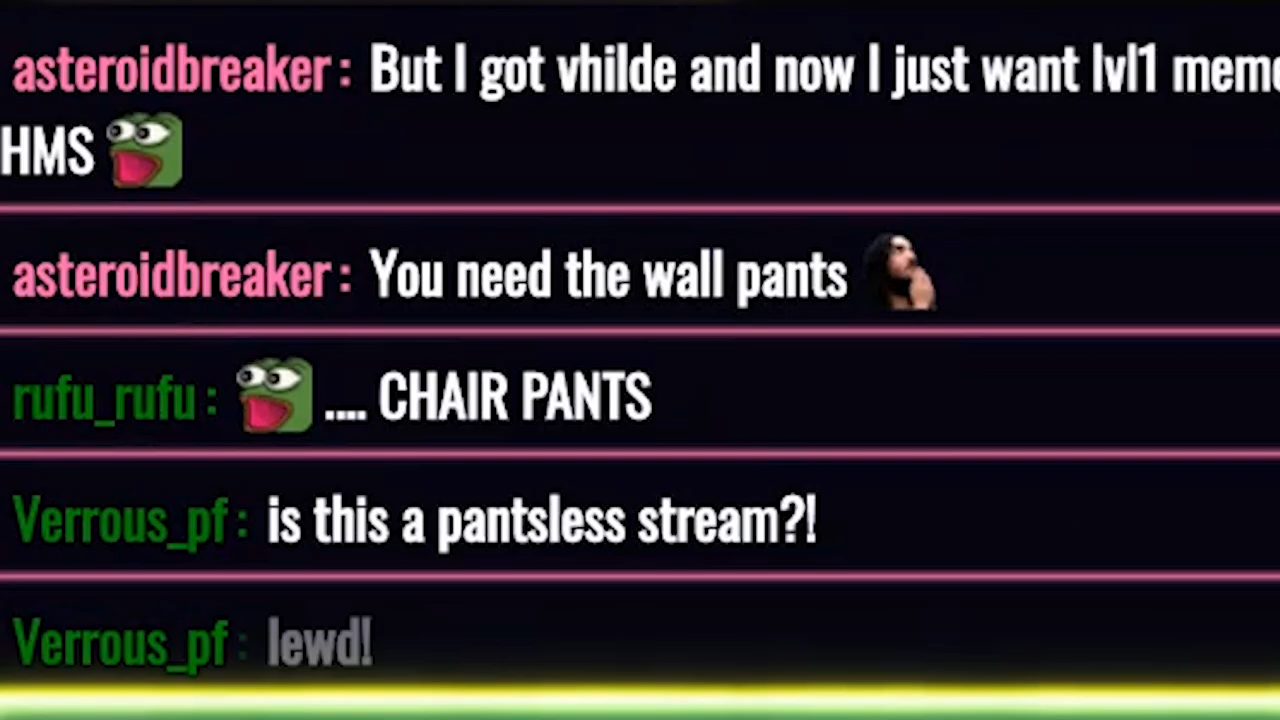 asteroidbreaker: But I got vhilde and now I just want lvl1
HMS
asteroidbreaker: You need the wall pants
rufu_rufu: .... CHAIR PANTS
Verrous_pf: is this a pantsless stream?!
Verrous_pf: lewd!